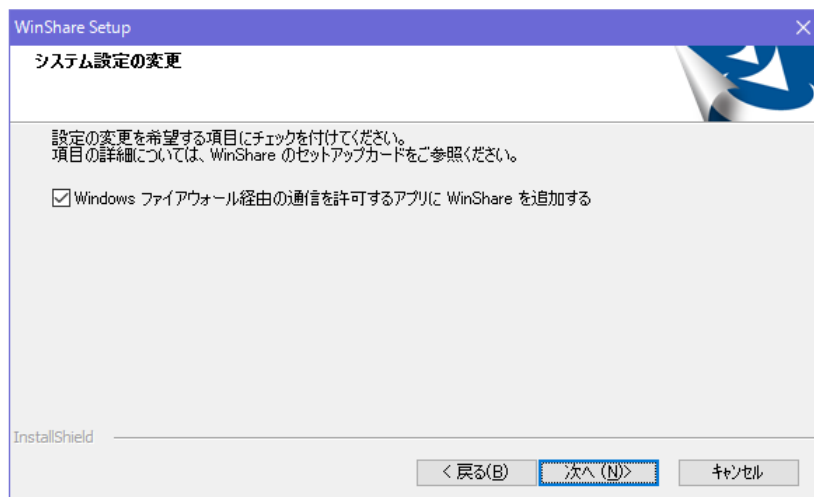 WinShare Setup
システム設定の変更
設定の変更を希望する項目にチェックを付けてください。
項目の詳細については、WinShare のセットアップカードをご参照ください。
Windows ファイアウォール経由の通信を許可するアプリに WinShare を追加する
InstallShield
< 戻る(B)
次へ (N)>
キャンセル